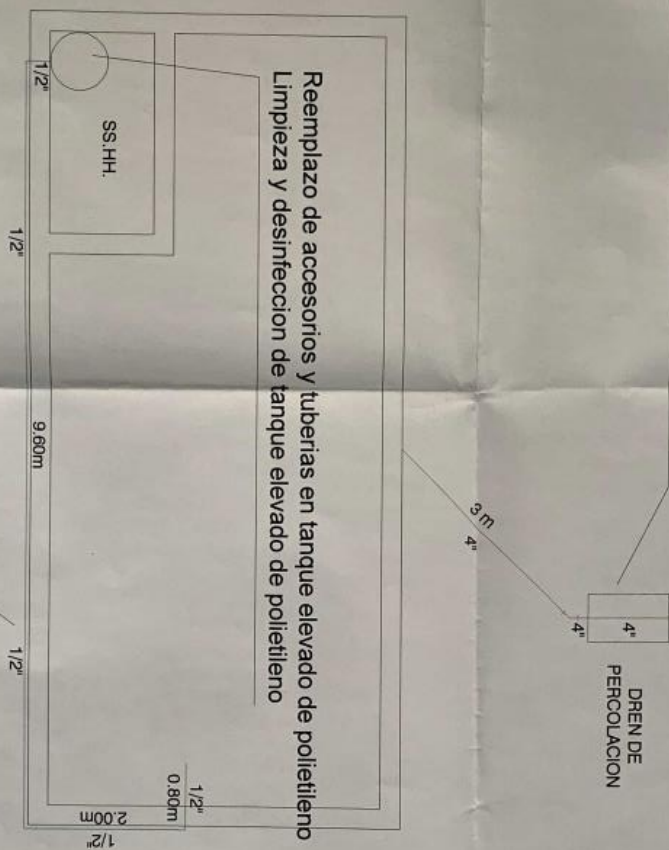 Reemplazo de accesorios y tuberias en tanque elevado de polietileno
Limpieza y desinfeccion de tanque elevado de polietileno
SS.HH.
1/2"
1/2"
9.60m
1/2"
1/2"
0.80m
2.00m
1/2"
3 m
4"
4"
4"
DREN DE
PERCOLACION